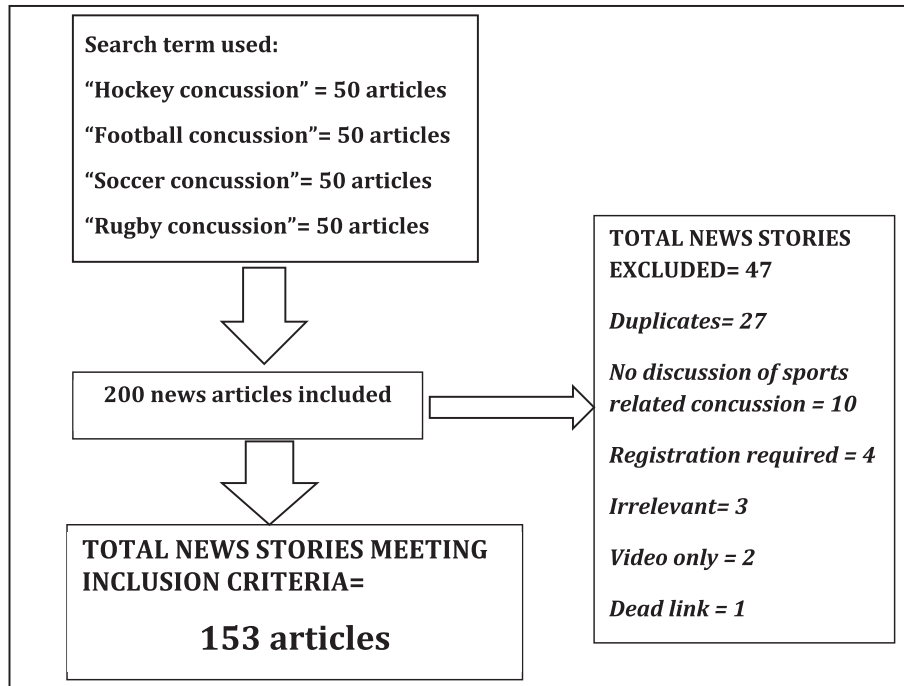 Search term used:
“Hockey concussion” = 50 articles
“Football concussion”= 50 articles
“Soccer concussion”= 50 articles
“Rugby concussion”= 50 articles
200 news articles included
TOTAL NEWS STORIES
EXCLUDED= 47
Duplicates= 27
No discussion of sports
related concussion = 10
Registration required = 4
Irrelevant= 3
Video only = 2
Dead link = 1
TOTAL NEWS STORIES MEETING
INCLUSION CRITERIA=
153 articles